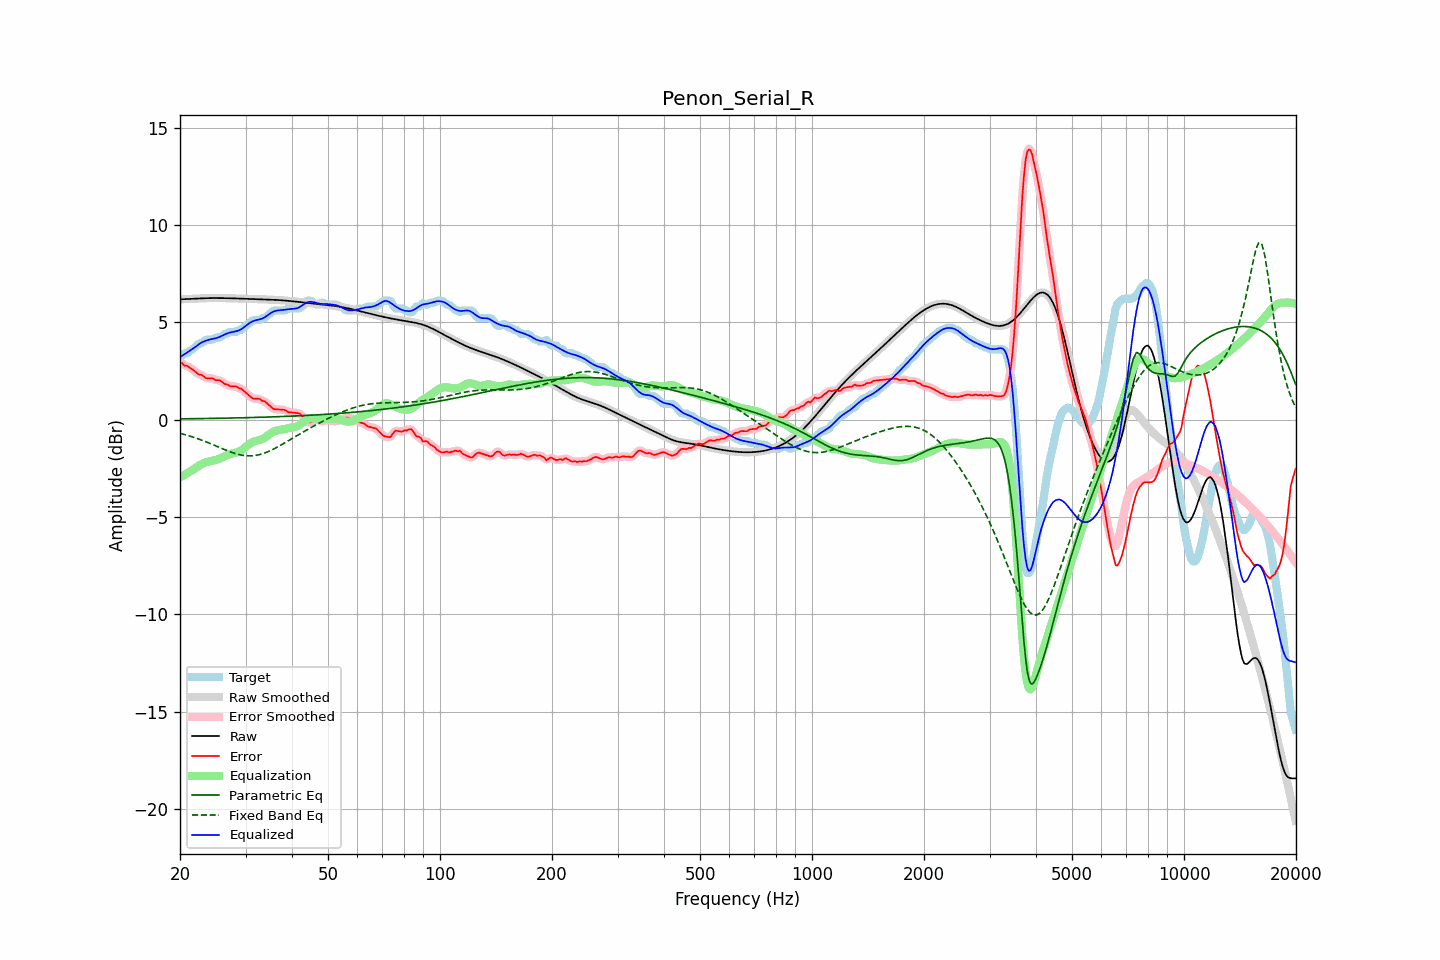 Penon_Serial_R
15
10
5
0
−5
−10
−15
−20
Amplitude (dBr)
Target
Raw Smoothed
Error Smoothed
Raw
Error
Equalization
Parametric Eq
Fixed Band Eq
Equalized
20
50
100
200
500
1000
2000
5000
10000
20000
Frequency (Hz)